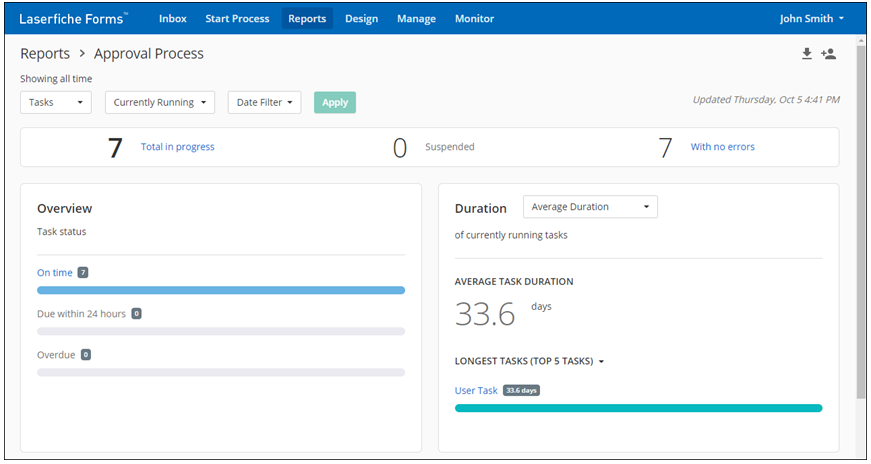 Laserfiche Forms™ Inbox Start Process Reports Design Manage Monitor John Smith
Reports > Approval Process
Showing all time
Tasks Currently Running Date Filter Apply Updated Thursday, Oct 5 4:41 PM
7 Total in progress 0 Suspended 7 With no errors
Overview
Task status
On time 7
Due within 24 hours 0
Overdue 0
Duration Average Duration
of currently running tasks
AVERAGE TASK DURATION
33.6 days
LONGEST TASKS (TOP 5 TASKS)
User Task 33.6 days